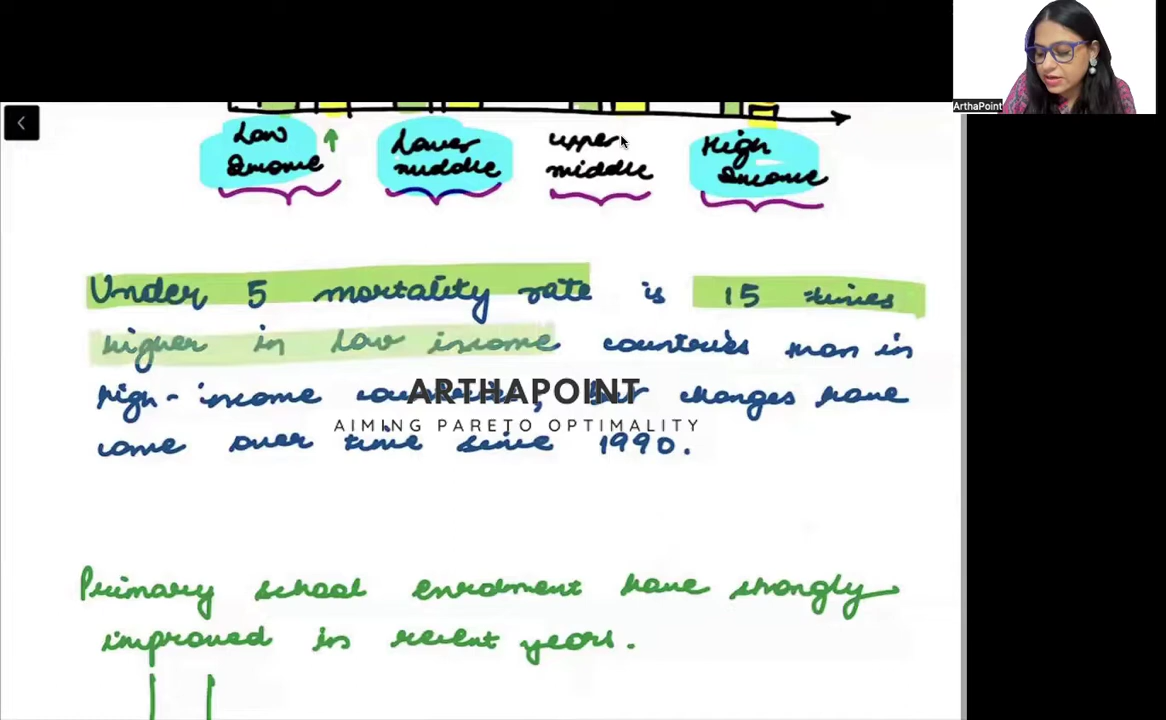 ArthaPoint
Low Lower upper High
Income middle middle Income
Under 5 mortality rate is 15 times
higher in low income countries than in
high-income countries, but changes have
ARTHAPOINT
AIMING PARETO OPTIMALITY
come over time since 1990.
Primary school enrolment have strongly
improved in recent years.